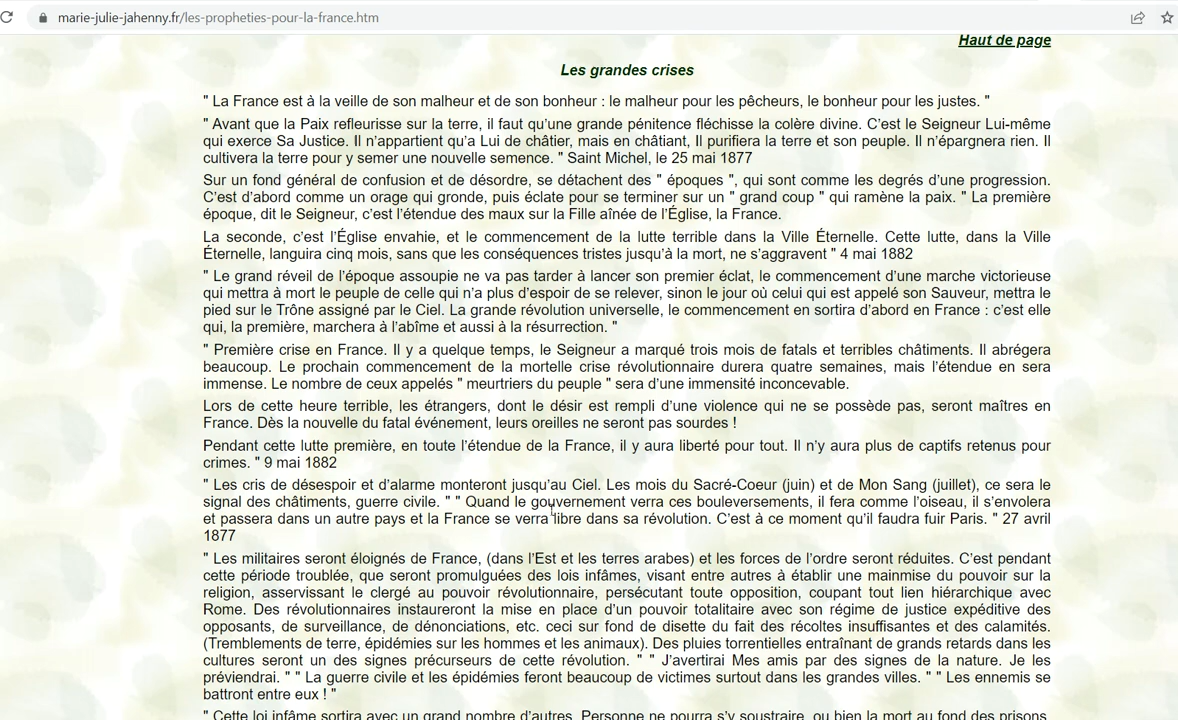 marie-julie-jahenny.fr/les-propheties-pour-la-france.htm
Haut de page
Les grandes crises
" La France est à la veille de son malheur et de son bonheur : le malheur pour les pêcheurs, le bonheur pour les justes. "
" Avant que la Paix refleurisse sur la terre, il faut qu’une grande pénitence fléchisse la colère divine. C’est le Seigneur Lui-même
qui exerce Sa Justice. Il n’appartient qu’a Lui de châtier, mais en châtiant, Il purifiera la terre et son peuple. Il n’épargnera rien. Il
cultivera la terre pour y semer une nouvelle semence. " Saint Michel, le 25 mai 1877
Sur un fond général de confusion et de désordre, se détachent des " époques ", qui sont comme les degrés d’une progression.
C’est d’abord comme un orage qui gronde, puis éclate pour se terminer sur un " grand coup " qui ramène la paix. " La première
époque, dit le Seigneur, c’est l’étendue des maux sur la Fille aînée de l’Église, la France.
La seconde, c’est l’Église envahie, et le commencement de la lutte terrible dans la Ville Éternelle. Cette lutte, dans la Ville
Éternelle, languira cinq mois, sans que les conséquences tristes jusqu’à la mort, ne s’aggravent " 4 mai 1882
" Le grand réveil de l’époque assoupie ne va pas tarder à lancer son premier éclat, le commencement d’une marche victorieuse
qui mettra à mort le peuple de celle qui n’a plus d’espoir de se relever, sinon le jour où celui qui est appelé son Sauveur, mettra le
pied sur le Trône assigné par le Ciel. La grande révolution universelle, le commencement en sortira d’abord en France : c’est elle
qui, la première, marchera à l’abîme et aussi à la résurrection. "
" Première crise en France. Il y a quelque temps, le Seigneur a marqué trois mois de fatals et terribles châtiments. Il abrégera
beaucoup. Le prochain commencement de la mortelle crise révolutionnaire durera quatre semaines, mais l’étendue en sera
immense. Le nombre de ceux appelés " meurtriers du peuple " sera d’une immensité inconcevable.
Lors de cette heure terrible, les étrangers, dont le désir est rempli d’une violence qui ne se possède pas, seront maîtres en
France. Dès la nouvelle du fatal événement, leurs oreilles ne seront pas sourdes !
Pendant cette lutte première, en toute l’étendue de la France, il y aura liberté pour tout. Il n’y aura plus de captifs retenus pour
crimes. " 9 mai 1882
" Les cris de désespoir et d’alarme monteront jusqu’au Ciel. Les mois du Sacré-Coeur (juin) et de Mon Sang (juillet), ce sera le
signal des châtiments, guerre civile. " " Quand le gouvernement verra ces bouleversements, il fera comme l’oiseau, il s’envolera
et passera dans un autre pays et la France se verra libre dans sa révolution. C’est à ce moment qu’il faudra fuir Paris. " 27 avril
1877
" Les militaires seront éloignés de France, (dans l’Est et les terres arabes) et les forces de l’ordre seront réduites. C’est pendant
cette période troublée, que seront promulguées des lois infâmes, visant entre autres à établir une mainmise du pouvoir sur la
religion, asservissant le clergé au pouvoir révolutionnaire, persécutant toute opposition, coupant tout lien hiérarchique avec
Rome. Des révolutionnaires instaureront la mise en place d’un pouvoir totalitaire avec son régime de justice expéditive des
opposants, de surveillance, de dénonciations, etc. ceci sur fond de disette du fait des récoltes insuffisantes et des calamités.
(Tremblements de terre, épidémies sur les hommes et les animaux). Des pluies torrentielles entraînant de grands retards dans les
cultures seront un des signes précurseurs de cette révolution. " " J’avertirai Mes amis par des signes de la nature. Je les
préviendrai. " " La guerre civile et les épidémies feront beaucoup de victimes surtout dans les grandes villes. " " Les ennemis se
battront entre eux ! "
" Cette loi infâme sortira avec un grand nombre d’autres. Personne ne pourra s’y soustraire, ou bien la mort au fond des prisons,